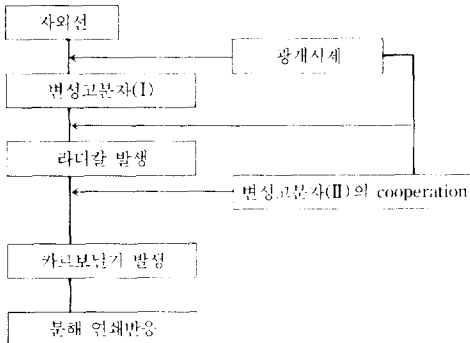 자외선
광개시제
변성고분자(Ⅰ)
라디칼 발생
변성고분자(Ⅱ)의 cooperation
카르보닐기 발생
분해 연쇄반응